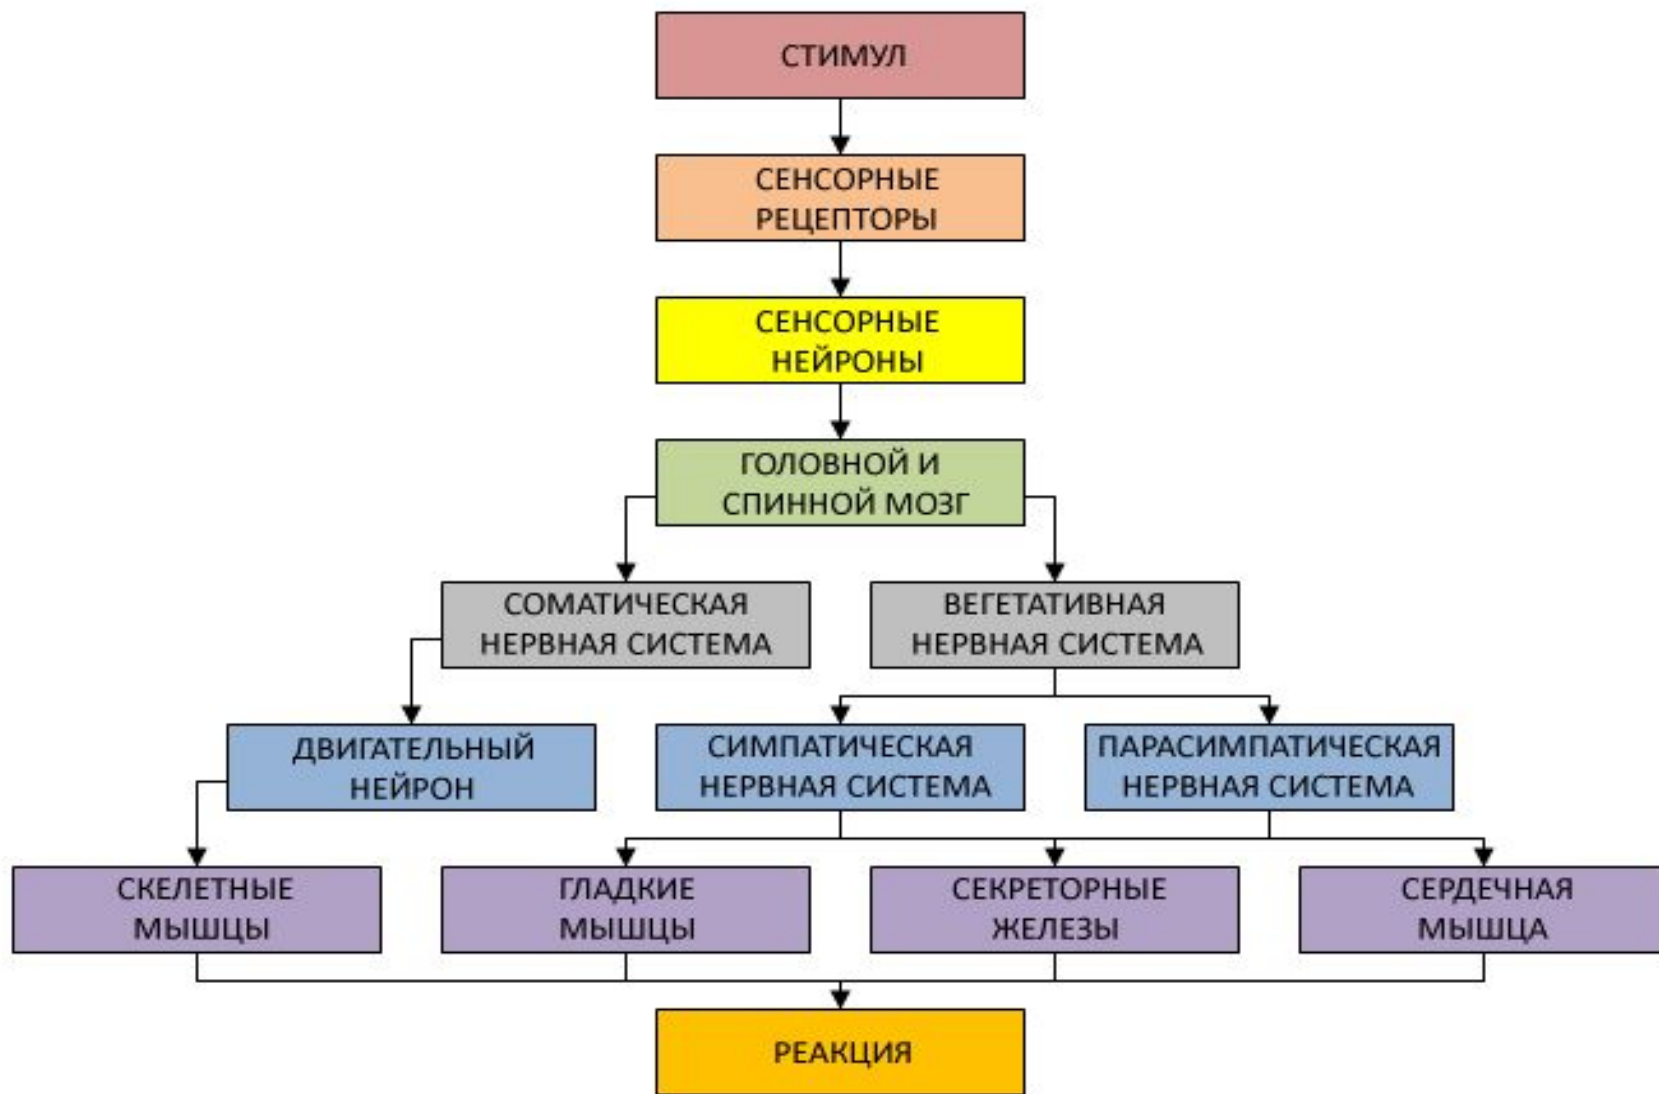 СТИМУЛ
СЕНСОРНЫЕ
РЕЦЕПТОРЫ
СЕНСОРНЫЕ
НЕЙРОНЫ
ГОЛОВНОЙ И
СПИННОЙ МОЗГ
СОМАТИЧЕСКАЯ
НЕРВНАЯ СИСТЕМА
ВЕГЕТАТИВНАЯ
НЕРВНАЯ СИСТЕМА
ДВИГАТЕЛЬНЫЙ
НЕЙРОН
СИМПАТИЧЕСКАЯ
НЕРВНАЯ СИСТЕМА
ПАРАСИМПАТИЧЕСКАЯ
НЕРВНАЯ СИСТЕМА
СКЕЛЕТНЫЕ
МЫШЦЫ
ГЛАДКИЕ
МЫШЦЫ
СЕКРЕТОРНЫЕ
ЖЕЛЕЗЫ
СЕРДЕЧНАЯ
МЫШЦА
РЕАКЦИЯ